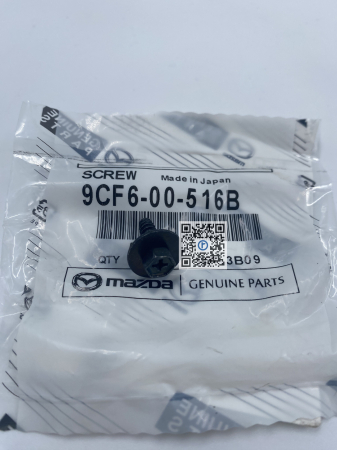 SCREW Made in Japan
9CF6-00-516B
QTY 3B09
mazda GENUINE PARTS